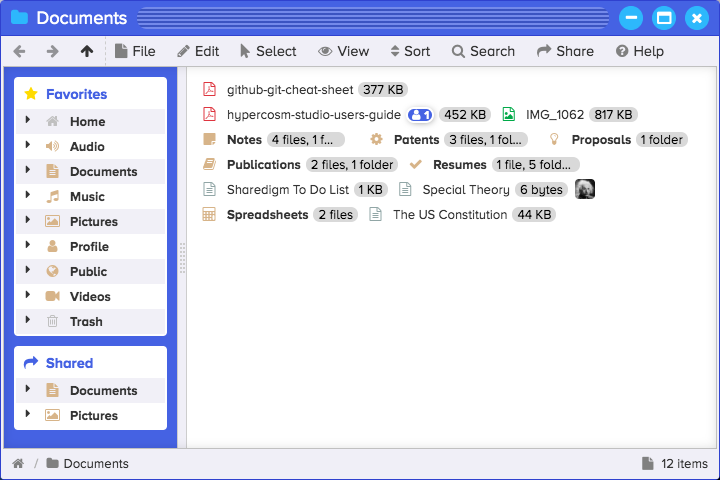 Documents
File Edit Select View Sort Search Share Help
Favorites
Home
Audio
Documents
Music
Pictures
Profile
Public
Videos
Trash
Shared
Documents
Pictures
github-git-cheat-sheet 377 KB
hypercosm-studio-users-guide 1 452 KB IMG_1062 817 KB
Notes 4 files, 1 f... Patents 3 files, 1 fol... Proposals 1 folder
Publications 2 files, 1 folder Resumes 1 file, 5 fold...
Sharedigm To Do List 1 KB Special Theory 6 bytes
Spreadsheets 2 files The US Constitution 44 KB
/ Documents 12 items